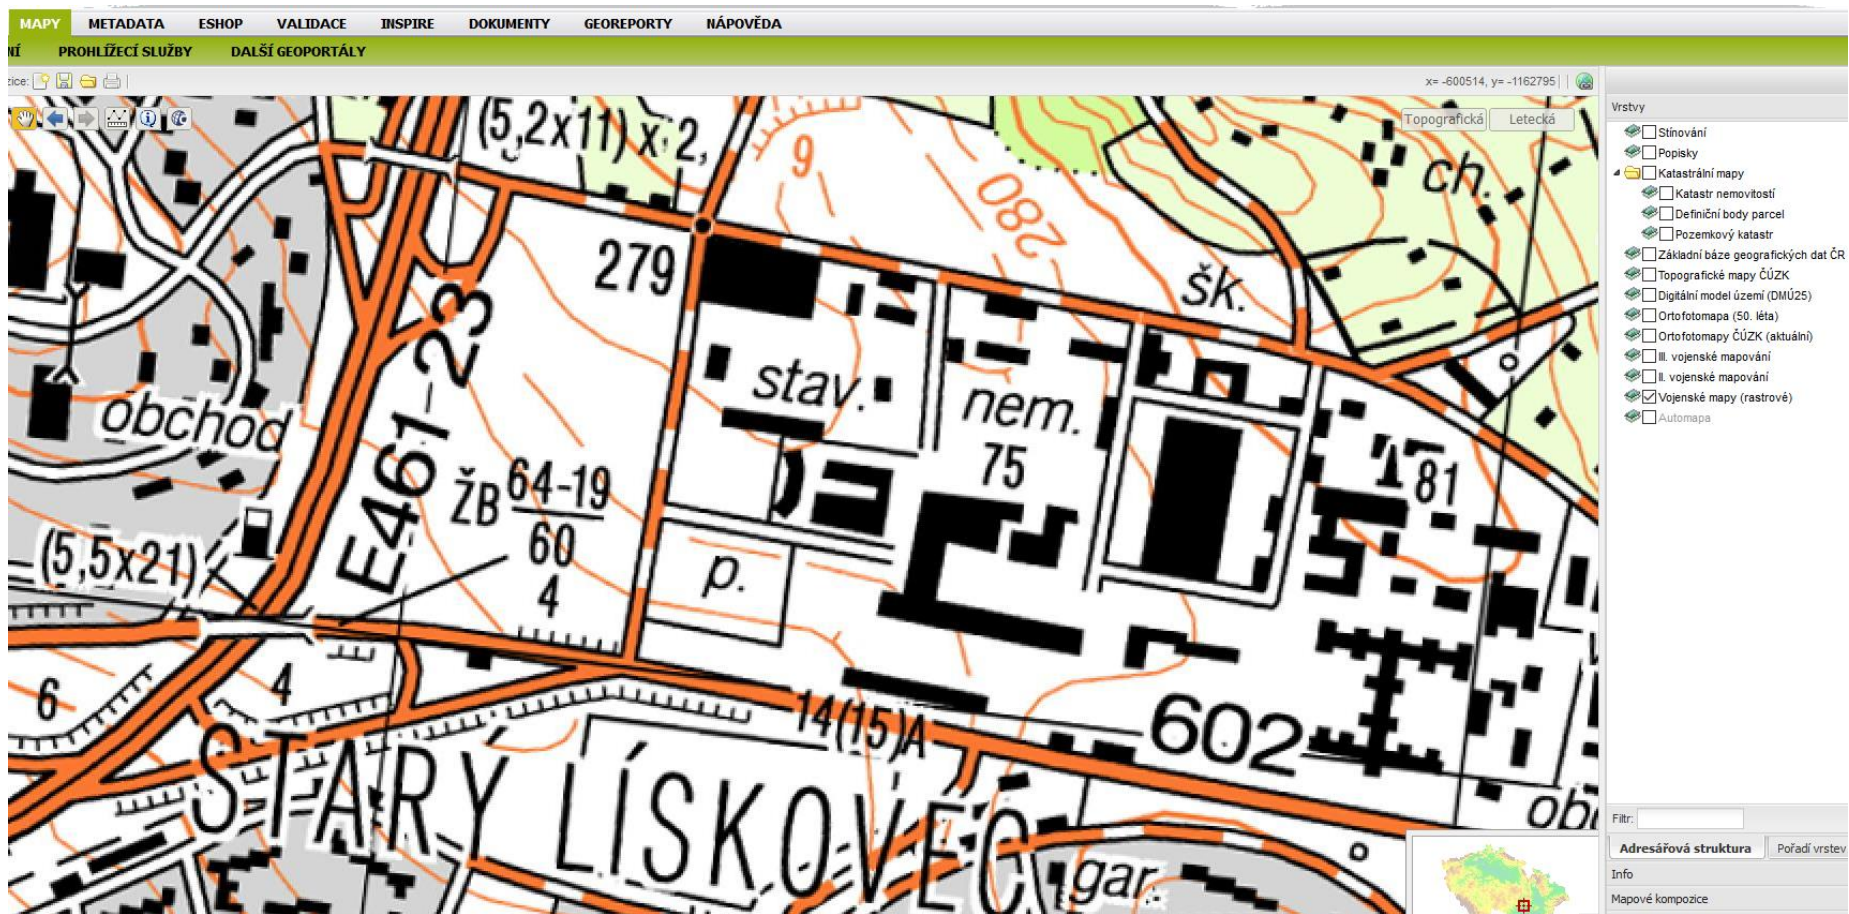 MAPY METADATA ESHOP VALIDACE INSPIRE DOKUMENTY GEOREPORTY NÁPOVĚDA
NÍ PROHLÍŽECÍ SLUŽBY DALŠÍ GEOPORTÁLY
zice:
x= -600514, y= -1162795
Topografická Letecká
(5,2x11) x 2,
6
280
ch.
279
šk.
E461-23
stav.
nem.
75
obchod
81
ŽB 64-19
60
4
(5,5x21)
p.
6
4
14(15)A
602
STARÝ LÍSKOVEC
ob
gar.
Vrstvy
Stínování
Popisky
Katastrální mapy
Katastr nemovitostí
Definiční body parcel
Pozemkový katastr
Základní báze geografických dat ČR
Topografické mapy ČÚZK
Digitální model území (DMÚ25)
Ortofotomapa (50. léta)
Ortofotomapy ČÚZK (aktuální)
III. vojenské mapování
II. vojenské mapování
Vojenské mapy (rastrové)
Automapa
Filtr:
Adresářová struktura Pořadí vrstev
Info
Mapové kompozice